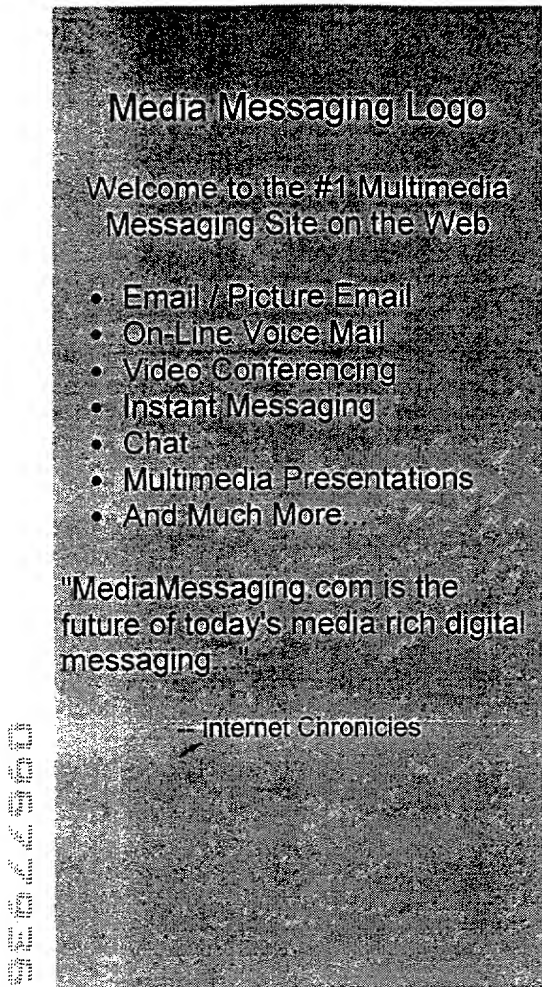 Media Messaging Logo
Welcome to the #1 Multimedia
Messaging Site on the Web
• Email / Picture Email
• On-Line Voice Mail
• Video Conferencing
• Instant Messaging
• Chat
• Multimedia Presentations
• And Much More...
"MediaMessaging.com is the
future of today's media rich digital
messaging..."
-- Internet Chronicles